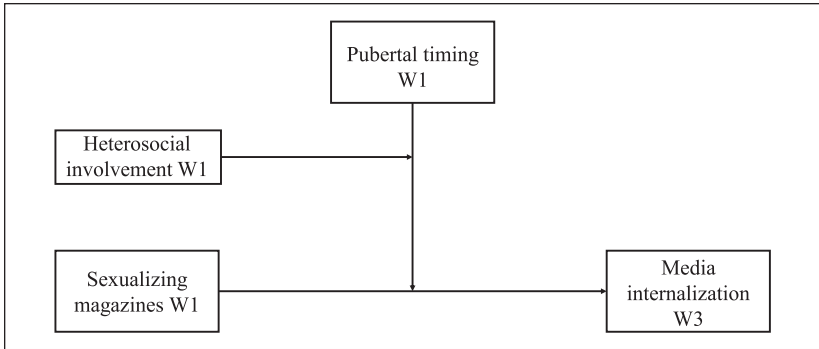 Pubertal timing
W1
Heterosocial
involvement W1
Sexualizing
magazines W1
Media
internalization
W3